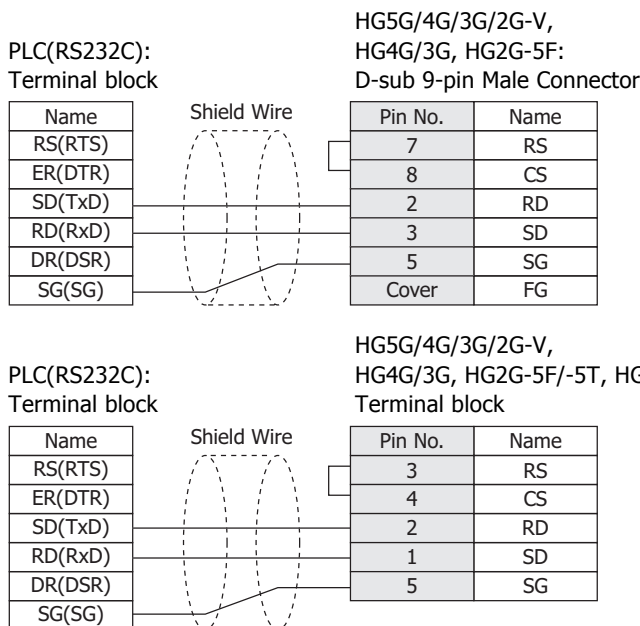 HG5G/4G/3G/2G-V,
PLC(RS232C): HG4G/3G, HG2G-5F:
Terminal block D-sub 9-pin Male Connector
Name Shield Wire Pin No. Name
RS(RTS) 7 RS
ER(DTR) 8 CS
SD(TxD) 2 RD
RD(RxD) 3 SD
DR(DSR) 5 SG
SG(SG) Cover FG
HG5G/4G/3G/2G-V,
PLC(RS232C): HG4G/3G, HG2G-5F/-5T, HG
Terminal block Terminal block
Name Shield Wire Pin No. Name
RS(RTS) 3 RS
ER(DTR) 4 CS
SD(TxD) 2 RD
RD(RxD) 1 SD
DR(DSR) 5 SG
SG(SG)